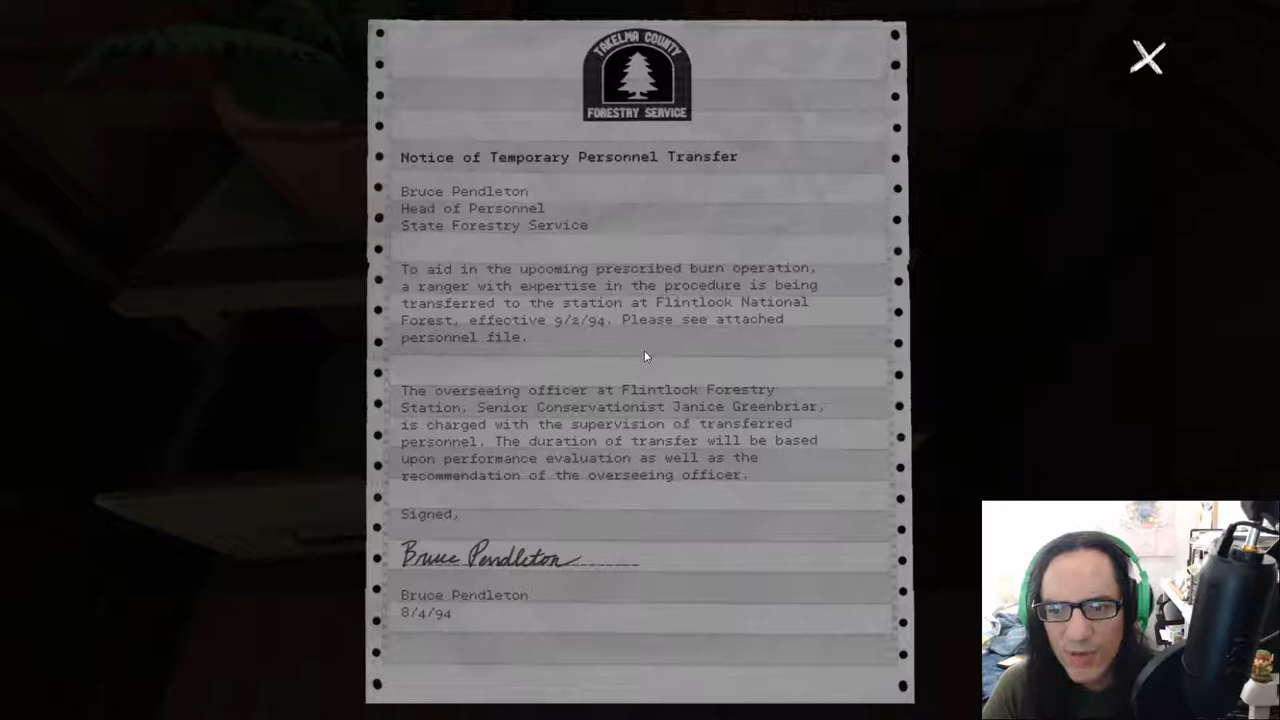 TAKELMA COUNTY
FORESTRY SERVICE
Notice of Temporary Personnel Transfer
Bruce Pendleton
Head of Personnel
State Forestry Service
To aid in the upcoming prescribed burn operation,
a ranger with expertise in the procedure is being
transferred to the station at Flintlock National
Forest, effective 9/2/94. Please see attached
personnel file.
The overseeing officer at Flintlock Forestry
Station, Senior Conservationist Janice Greenbriar,
is charged with the supervision of transferred
personnel. The duration of transfer will be based
upon performance evaluation as well as the
recommendation of the overseeing officer.
Signed,
Bruce Pendleton
Bruce Pendleton
8/4/94